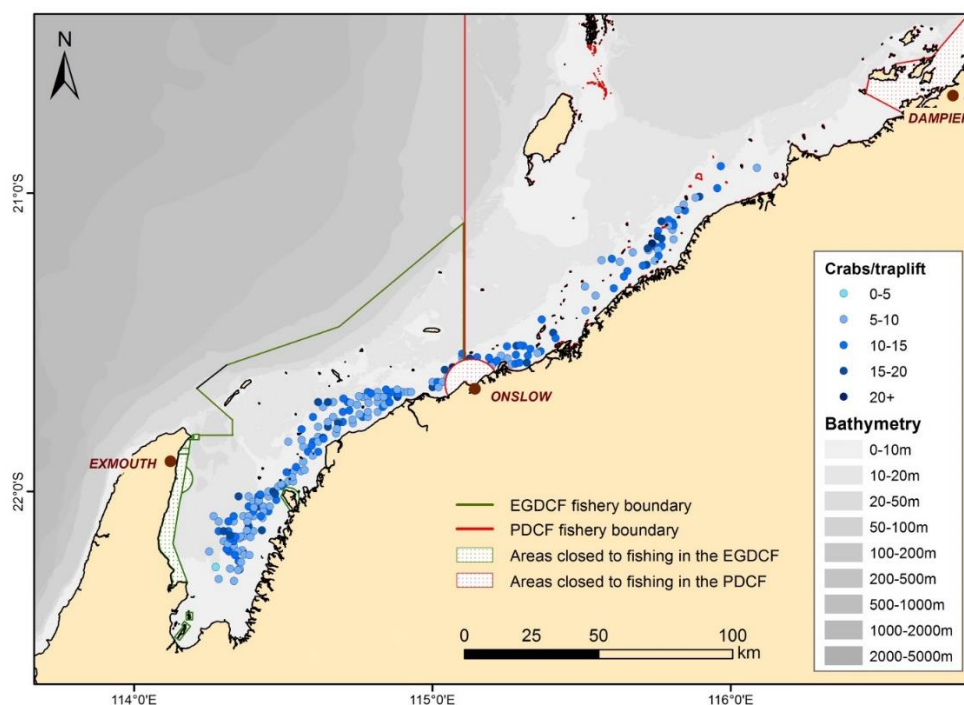 N
21°0'S
22°0'S
DAMPIER
ONSLOW
EXMOUTH
Crabs/traplift
0-5
5-10
10-15
15-20
20+
Bathymetry
0-10m
10-20m
20-50m
50-100m
100-200m
200-500m
500-1000m
1000-2000m
2000-5000m
EGDCF fishery boundary
PDCF fishery boundary
Areas closed to fishing in the EGDCF
Areas closed to fishing in the PDCF
0 25 50 100
km
114°0'E 115°0'E 116°0'E